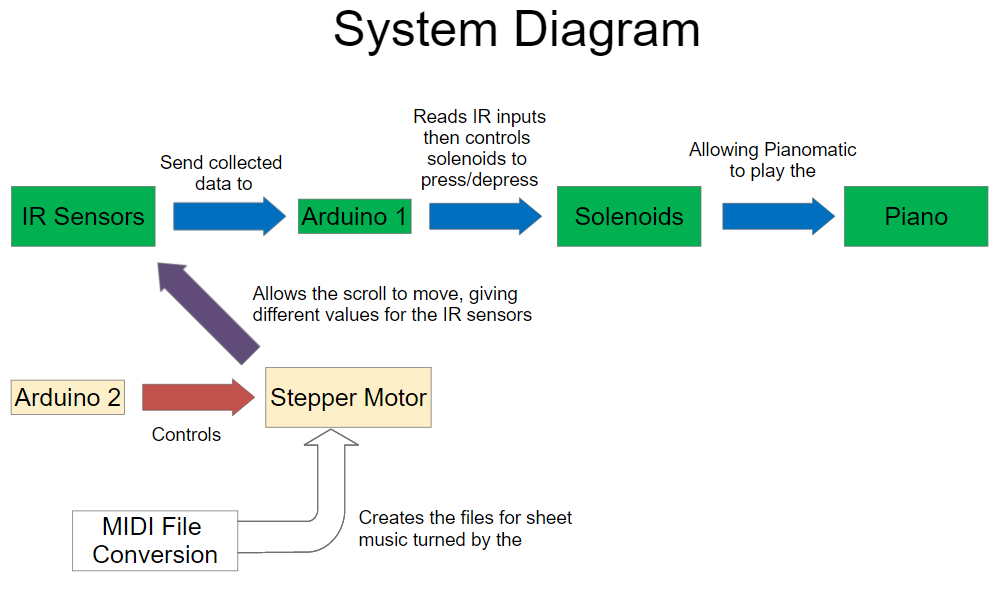 System Diagram
Reads IR inputs
then controls
solenoids to
press/depress
Send collected
data to
Allowing Pianomatic
to play the
IR Sensors
Arduino 1
Solenoids
Piano
Allows the scroll to move, giving
different values for the IR sensors
Arduino 2
Stepper Motor
Controls
MIDI File
Conversion
Creates the files for sheet
music turned by the